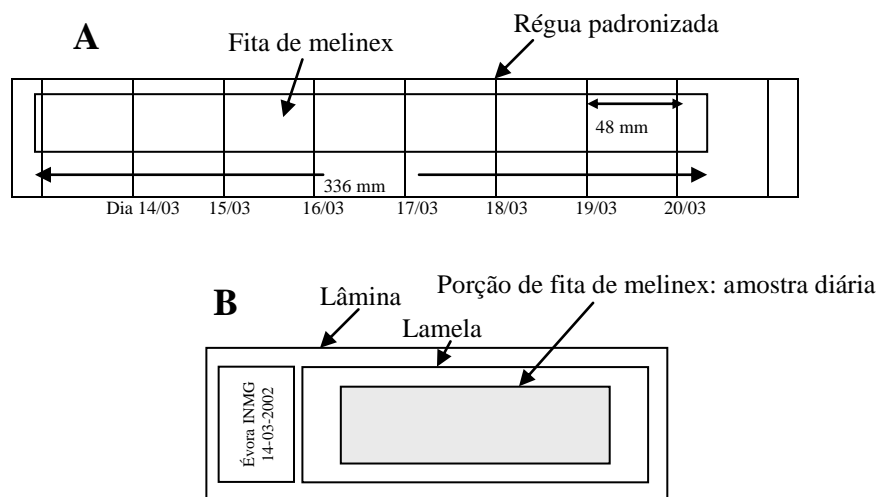 A
Fita de melinex
Régua padronizada
48 mm
336 mm
Dia 14/03 15/03 16/03 17/03 18/03 19/03 20/03
B
Lâmina
Porção de fita de melinex: amostra diária
Lamela
Évora INMG
14-03-2002